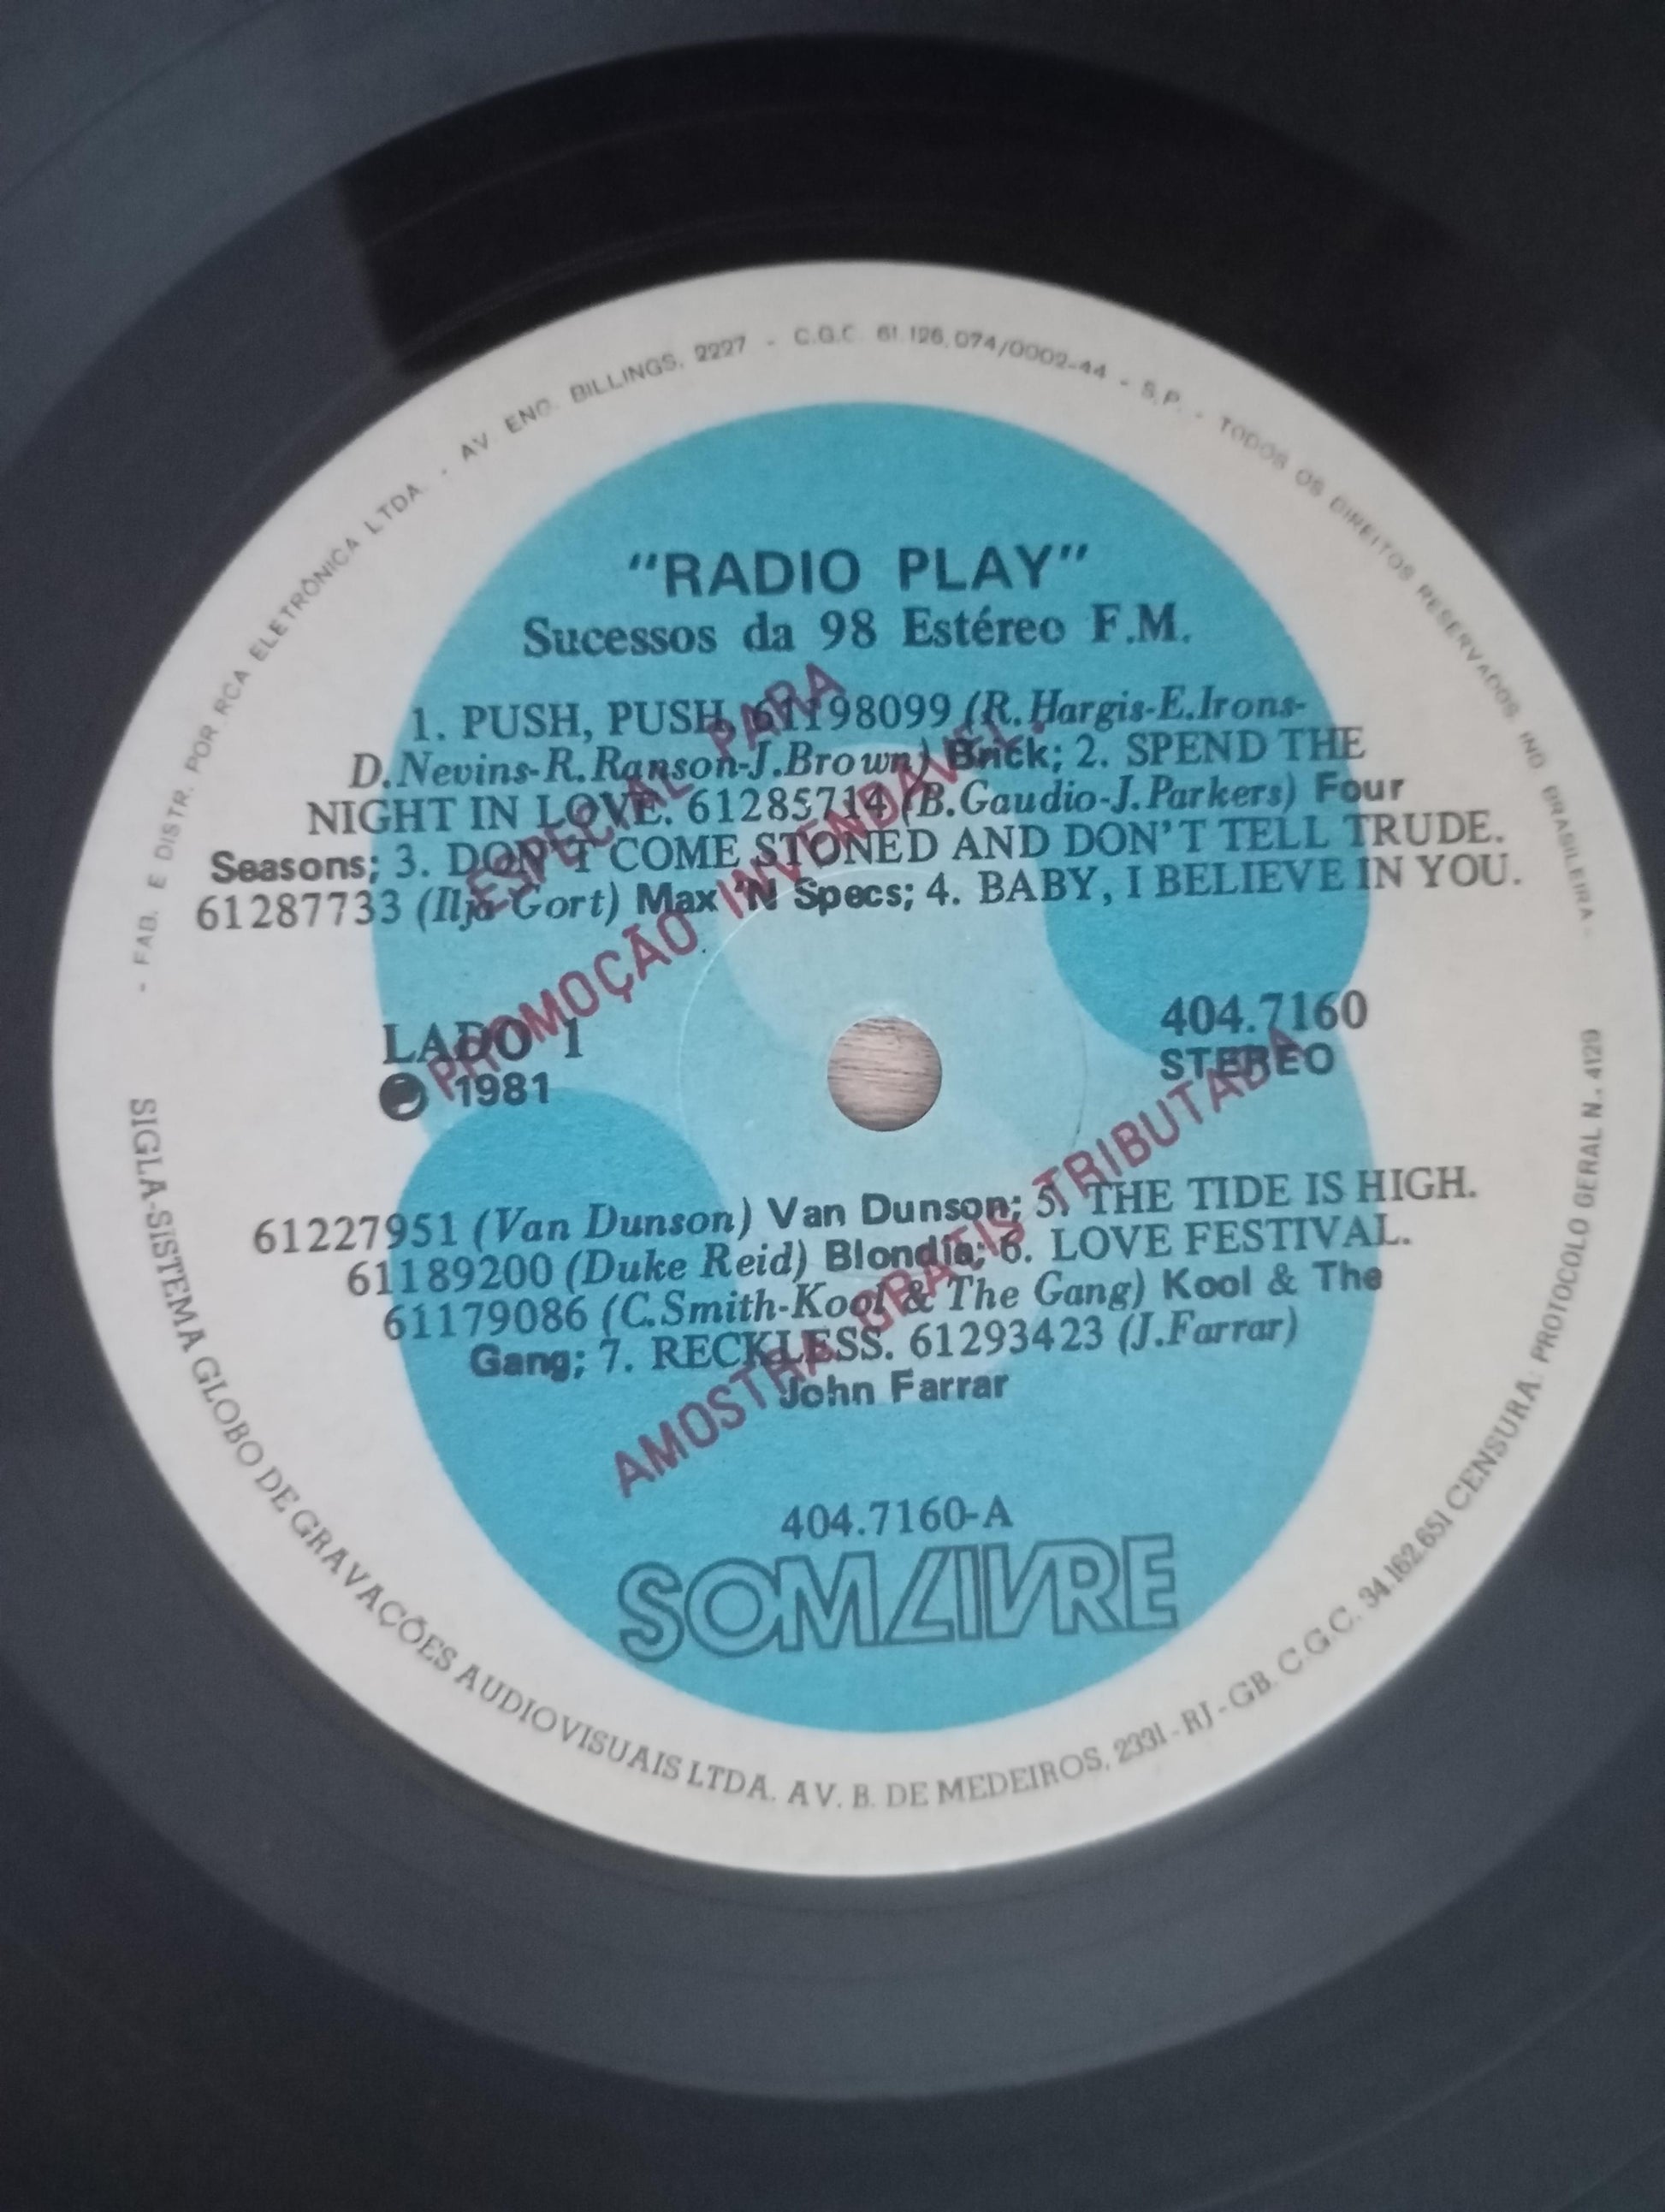 - FAB. E DISTR. POR RCA ELETRÔNICA LTDA. - AV. ENG. BILLINGS, 2227 - C.G.C. 61.126.074/0002-44 - S.P. - TODOS OS DIREITOS RESERVADOS. IND. BRASILEIRA -
"RADIO PLAY"
Sucessos da 98 Estéreo F.M.
1. PUSH, PUSH. 61198099 (R.Hargis-E.Irons-
D.Nevins-R.Ranson-J.Brown) Brick; 2. SPEND THE
NIGHT IN LOVE. 61285714 (B.Gaudio-J.Parkers) Four
Seasons; 3. DON'T COME STONED AND DON'T TELL TRUDE.
61287733 (Ilja Gort) Max 'N Specs; 4. BABY, I BELIEVE IN YOU.
ESPECIAL PARA
PROMOÇÃO INVENDAVEL.
LADO 1
℗ 1981
404.7160
STEREO
61227951 (Van Dunson) Van Dunson; 5. THE TIDE IS HIGH.
61189200 (Duke Reid) Blondia; 6. LOVE FESTIVAL.
61179086 (C.Smith-Kool & The Gang) Kool & The
Gang; 7. RECKLESS. 61293423 (J.Farrar)
John Farrar
AMOSTRA GRATIS TRIBUTADA
404.7160-A
SOM LIVRE
SIGLA-SISTEMA GLOBO DE GRAVAÇÕES AUDIOVISUAIS LTDA. AV. B. DE MEDEIROS, 2331 - RJ - GB. C.G.C. 34.162.651 CENSURA: PROTOCOLO GERAL N. 4129